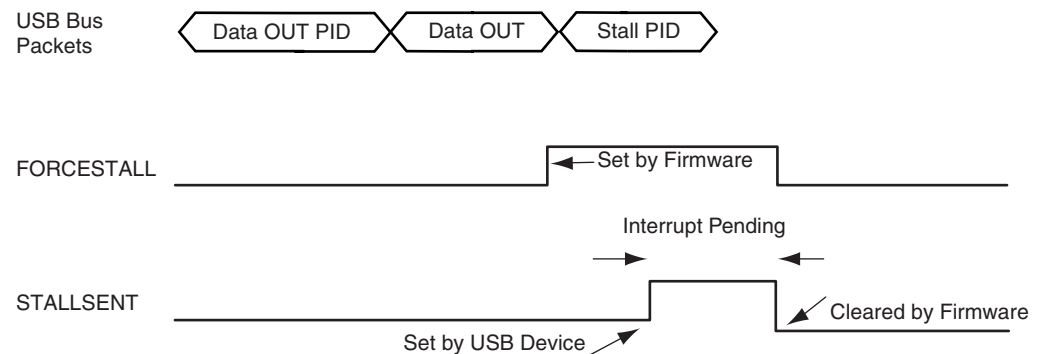 USB Bus
Packets
Data OUT PID
Data OUT
Stall PID
FORCESTALL
Set by Firmware
Interrupt Pending
STALLSENT
Cleared by Firmware
Set by USB Device